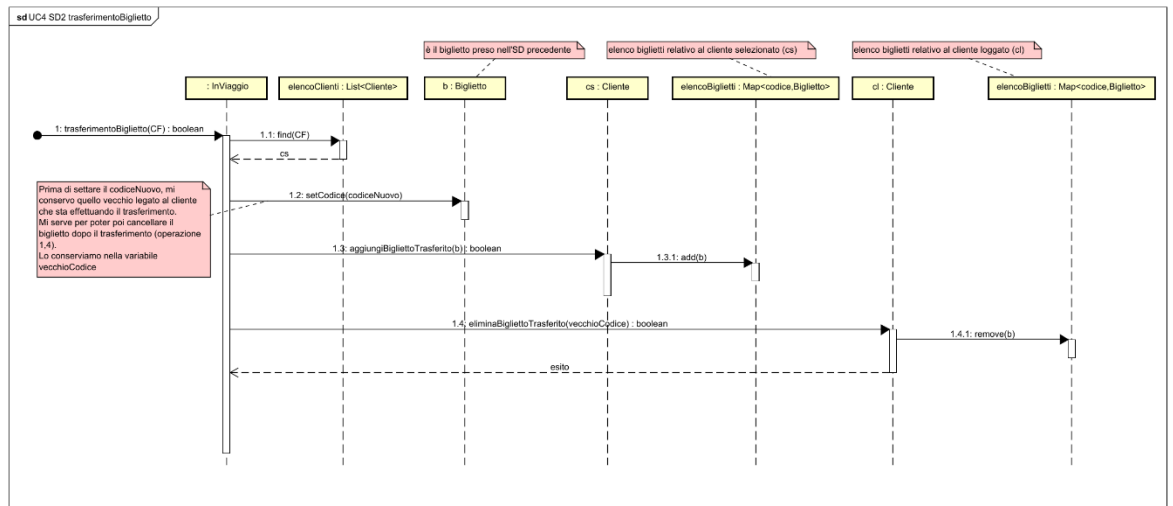 sd UC4 SD2 trasferimentoBiglietto
è il biglietto preso nell'SD precedente
elenco biglietti relativo al cliente selezionato (cs)
elenco biglietti relativo al cliente loggato (cl)
: InViaggio
elencoClienti : List<Cliente>
b : Biglietto
cs : Cliente
elencoBiglietti : Map<codice,Biglietto>
cl : Cliente
elencoBiglietti : Map<codice,Biglietto>
1: trasferimentoBiglietto(CF) : boolean
1.1: find(CF)
cs
Prima di settare il codiceNuovo, mi
conservo quello vecchio legato al cliente
che sta effettuando il trasferimento.
Mi serve per poter poi cancellare il
biglietto dopo il trasferimento (operazione
1,4).
Lo conserviamo nella variabile
vecchioCodice
1.2: setCodice(codiceNuovo)
1.3: aggiungiBigliettoTrasferito(b) : boolean
1.3.1: add(b)
1.4: eliminaBigliettoTrasferito(vecchioCodice) : boolean
1.4.1: remove(b)
esito